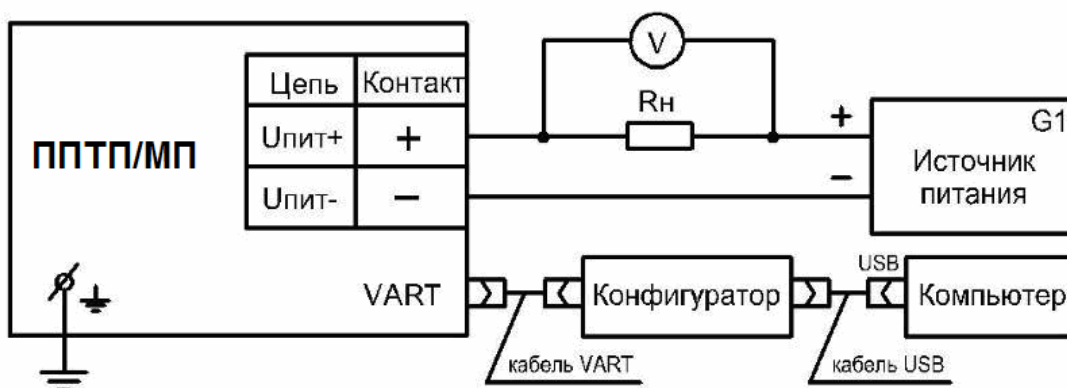 V
Rн
Цепь Контакт
Uпит+ +
Uпит- −
ППТП/МП
+
−
G1
Источник
питания
VART
Конфигуратор
USB
Компьютер
кабель VART
кабель USB